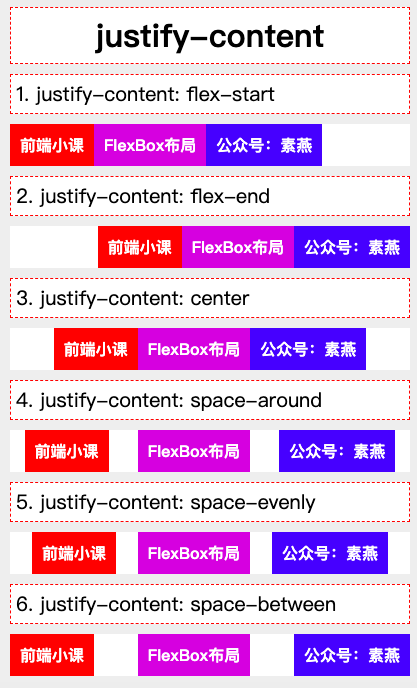 justify-content
1. justify-content: flex-start
前端小课 FlexBox布局 公众号：素燕
2. justify-content: flex-end
前端小课 FlexBox布局 公众号：素燕
3. justify-content: center
前端小课 FlexBox布局 公众号：素燕
4. justify-content: space-around
前端小课 FlexBox布局 公众号：素燕
5. justify-content: space-evenly
前端小课 FlexBox布局 公众号：素燕
6. justify-content: space-between
前端小课 FlexBox布局 公众号：素燕